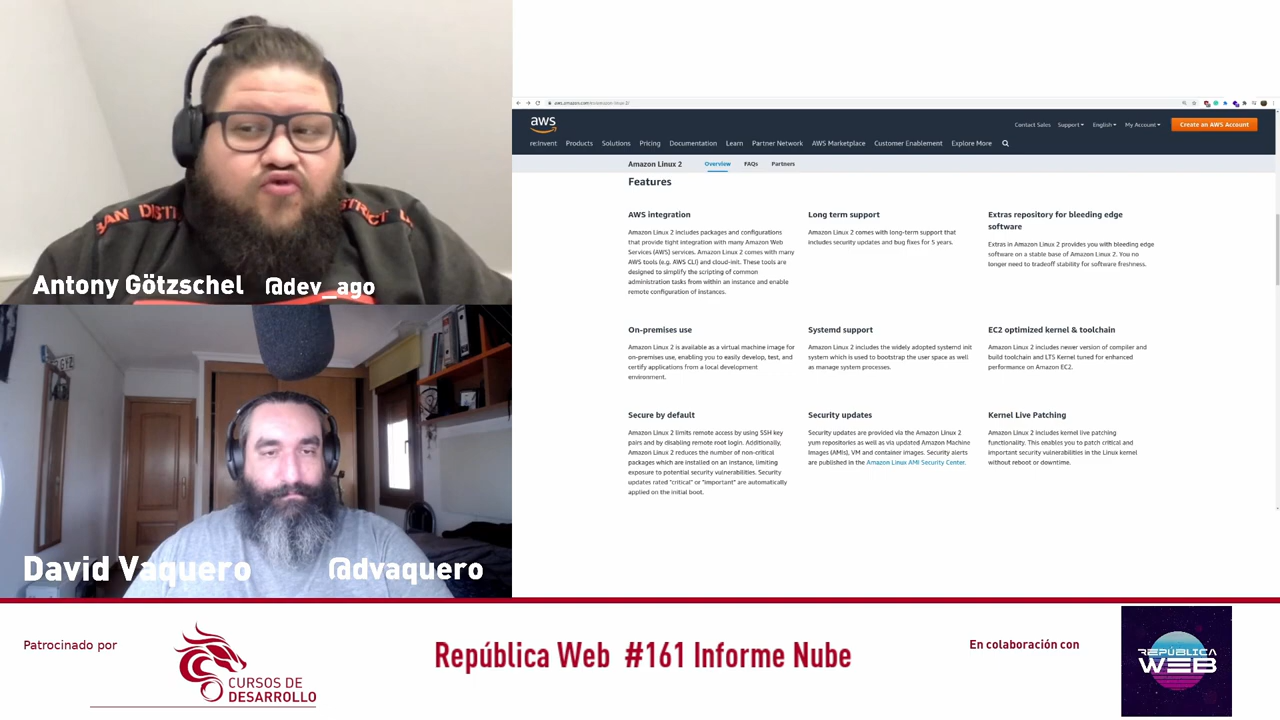 AN DISTRICT
STRICT
Antony Götzschel @dev_ago
David Vaquero @dvaquero
aws
Contact Sales Support English My Account Create an AWS Account
re:Invent Products Solutions Pricing Documentation Learn Partner Network AWS Marketplace Customer Enablement Explore More
Amazon Linux 2 Overview FAQs Partners
Features
AWS integration
Amazon Linux 2 includes packages and configurations
that provide tight integration with many Amazon Web
Services (AWS) services. Amazon Linux 2 comes with many
AWS tools (e.g. AWS CLI) and cloud-init. These tools are
designed to simplify the scripting of common
administration tasks from within an instance and enable
remote configuration of instances.
Long term support
Amazon Linux 2 comes with long-term support that
includes security updates and bug fixes for 5 years.
Extras repository for bleeding edge
software
Extras in Amazon Linux 2 provides you with bleeding edge
software on a stable base of Amazon Linux 2. You no
longer need to tradeoff stability for software freshness.
On-premises use
Amazon Linux 2 is available as a virtual machine image for
on-premises use, enabling you to easily develop, test, and
certify applications from a local development
environment.
Systemd support
Amazon Linux 2 includes the widely adopted systemd init
system which is used to bootstrap the user space as well
as manage system processes.
EC2 optimized kernel & toolchain
Amazon Linux 2 includes newer version of compiler and
build toolchain and LTS Kernel tuned for enhanced
performance on Amazon EC2.
Secure by default
Amazon Linux 2 limits remote access by using SSH key
pairs and by disabling remote root login. Additionally,
Amazon Linux 2 reduces the number of non-critical
packages which are installed on an instance, limiting
exposure to potential security vulnerabilities. Security
updates rated "critical" or "important" are automatically
applied on the initial boot.
Security updates
Security updates are provided via the Amazon Linux 2
yum repositories as well as via updated Amazon Machine
Images (AMIs), VM and container images. Security alerts
are published in the Amazon Linux AMI Security Center.
Kernel Live Patching
Amazon Linux 2 includes kernel live patching
functionality. This enables you to patch critical and
important security vulnerabilities in the Linux kernel
without reboot or downtime.
Patrocinado por
CURSOS DE
DESARROLLO
República Web #161 Informe Nube
En colaboración con
REPÚBLICA
WEB